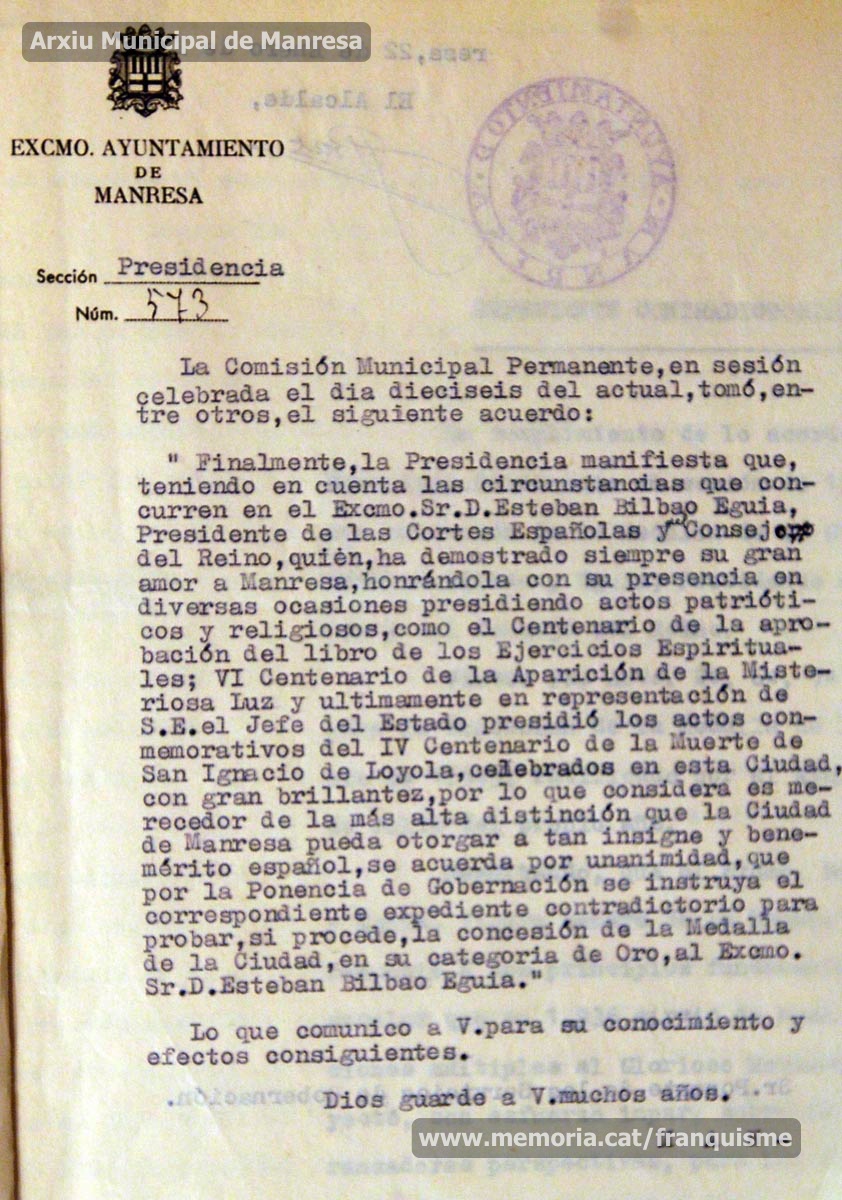 Arxiu Municipal de Manresa
EXCMO. AYUNTAMIENTO
DE
MANRESA
Sección Presidencia
Núm. 573
La Comisión Municipal Permanente,en sesión
celebrada el dia dieciseis del actual,tomó,en-
tre otros,el siguiente acuerdo:
" Finalmente,la Presidencia manifiesta que,
teniendo en cuenta las circunstancias que con-
curren en el Excmo.Sr.D.Esteban Bilbao Eguia,
Presidente de las Cortes Españolas y Consejo
del Reino,quién,ha demostrado siempre su gran
amor a Manresa,honrándola con su presencia en
diversas ocasiones presidiendo actos patrióti-
cos y religiosos,como el Centenario de la apro-
bación del libro de los Ejercicios Espiritua-
les; VI Centenario de la Aparición de la Miste-
riosa Luz y ultimamente en representación de
S.E.el Jefe del Estado presidió los actos con-
memorativos del IV Centenario de la Muerte de
San Ignacio de Loyola,celebrados en esta Ciudad,
con gran brillantez,por lo que considera es me-
recedor de la más alta distinción que la Ciudad
de Manresa pueda otorgar a tan insigne y bene-
mérito español,se acuerda por unanimidad,que
por la Ponencia de Gobernación se instruya el
correspondiente expediente contradictorio para
probar,si procede,la concesión de la Medalla
de la Ciudad,en su categoria de Oro,al Excmo.
Sr.D.Esteban Bilbao Eguia."
Lo que comunico a V.para su conocimiento y
efectos consiguientes.
Dios guarde a V.muchos años.
www.memoria.cat/franquisme